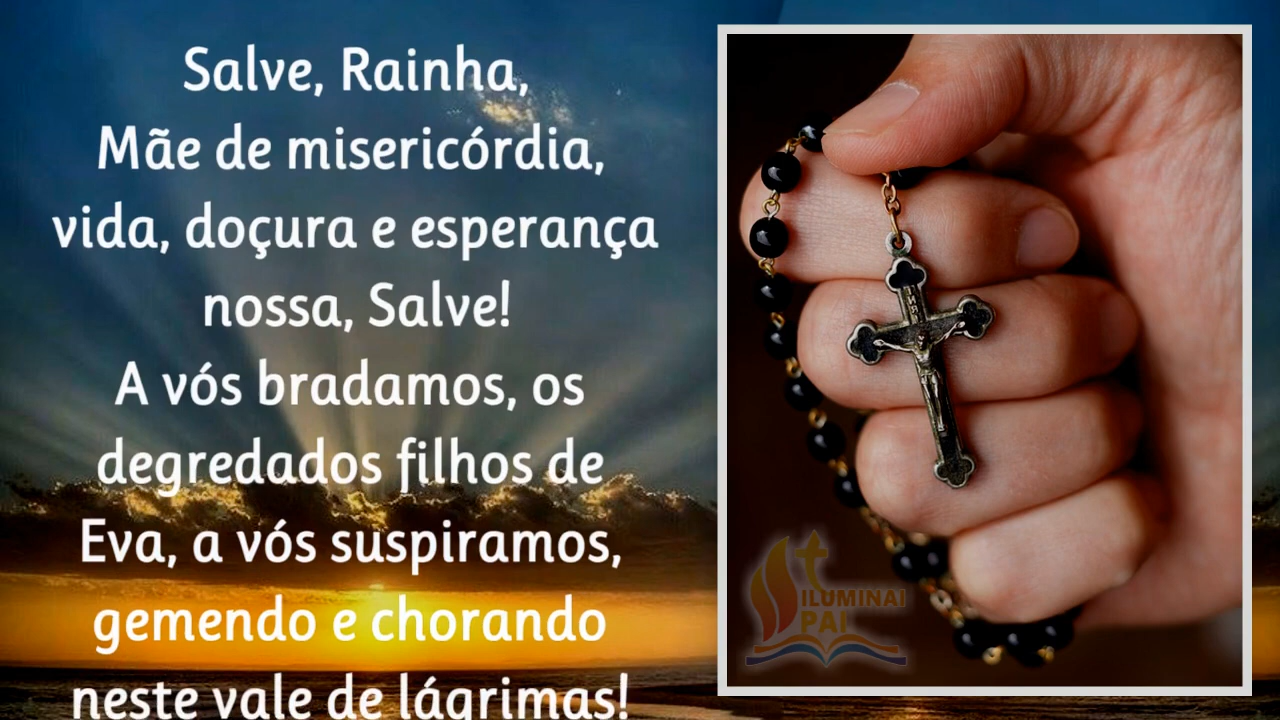 Salve, Rainha,
Mãe de misericórdia,
vida, doçura e esperança
nossa, Salve!
A vós bradamos, os
degredados filhos de
Eva, a vós suspiramos,
gemendo e chorando
neste vale de lágrimas!
ILUMINAI
PAI